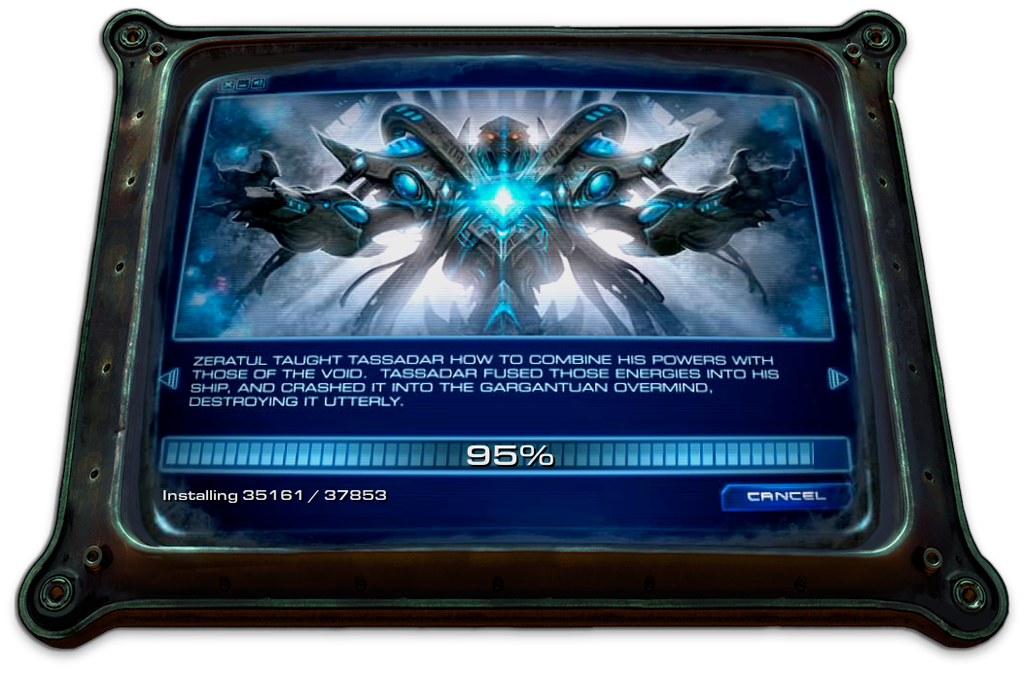 ZERATUL TAUGHT TASSADAR HOW TO COMBINE HIS POWERS WITH
THOSE OF THE VOID. TASSADAR FUSED THOSE ENERGIES INTO HIS
SHIP, AND CRASHED IT INTO THE GARGANTUAN OVERMIND,
DESTROYING IT UTTERLY.
95%
Installing 35161 / 37853
CANCEL